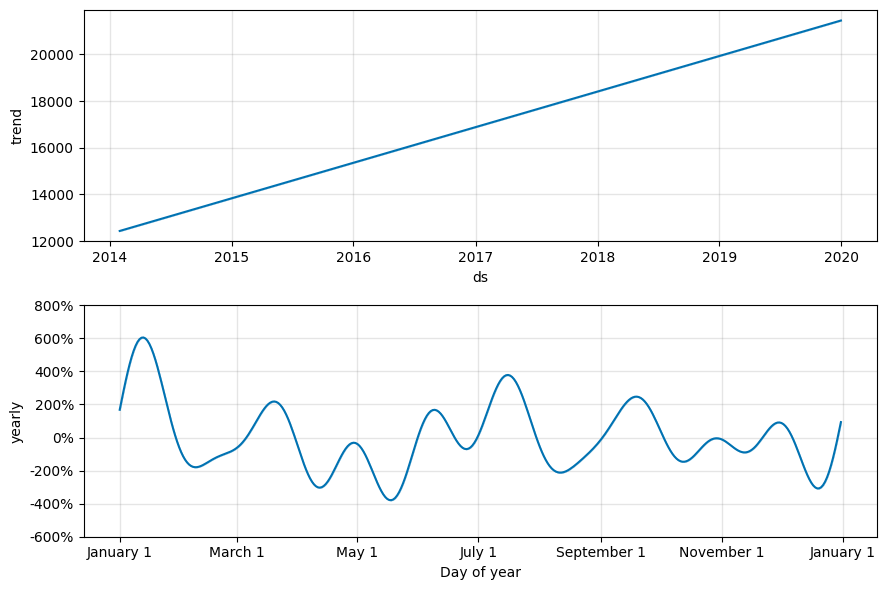 20000
18000
16000
14000
12000
trend
2014 2015 2016 2017 2018 2019 2020
ds
800%
600%
400%
200%
0%
-200%
-400%
-600%
yearly
January 1 March 1 May 1 July 1 September 1 November 1 January 1
Day of year